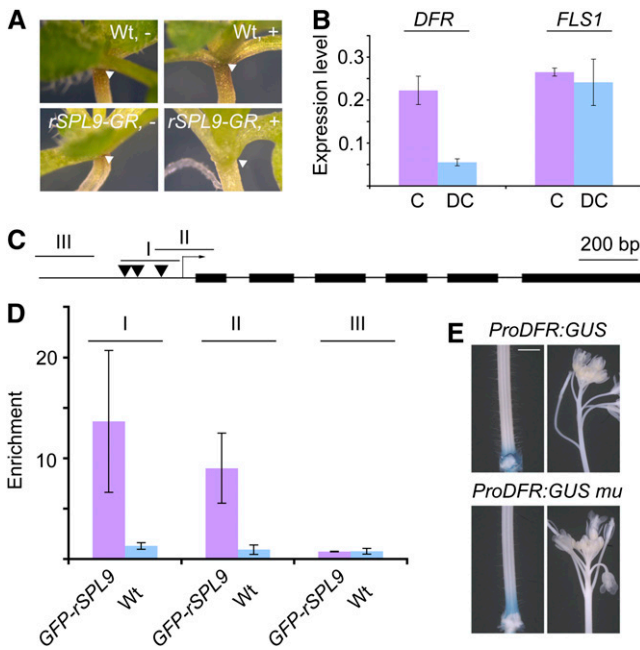 A
Wt, -
Wt, +
rSPL9-GR, -
rSPL9-GR, +
B
DFR
FLS1
Expression level
0.3
0.2
0.1
C
DC
C
DC
C
III
I
II
200 bp
D
I
II
III
Enrichment
20
10
GFP-rSPL9
Wt
GFP-rSPL9
Wt
GFP-rSPL9
Wt
E
ProDFR:GUS
ProDFR:GUS mu